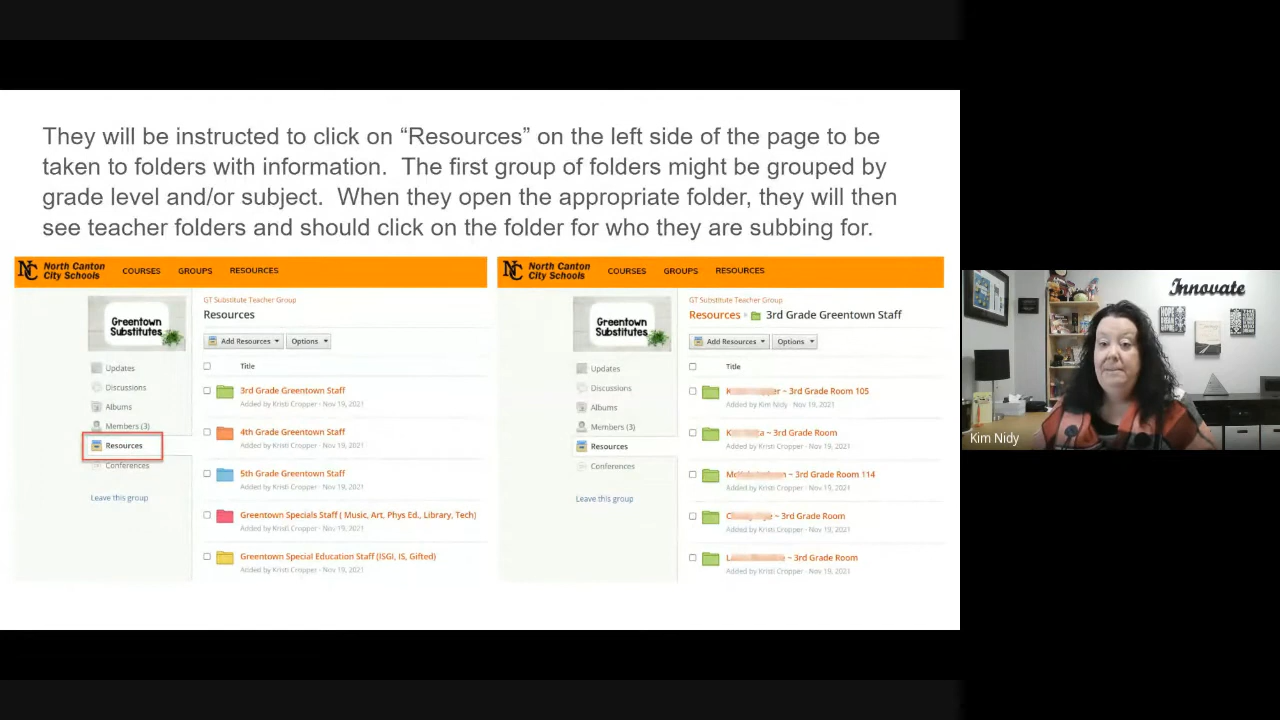 They will be instructed to click on “Resources” on the left side of the page to be
taken to folders with information.  The first group of folders might be grouped by
grade level and/or subject.  When they open the appropriate folder, they will then
see teacher folders and should click on the folder for who they are subbing for.
NC North Canton City Schools COURSES GROUPS RESOURCES
Greentown Substitutes
Updates
Discussions
Albums
Members (3)
Resources
Conferences
Leave this group
GT Substitute Teacher Group
Resources
Add Resources Options
Title
3rd Grade Greentown Staff
Added by Kristi Cropper · Nov 19, 2021
4th Grade Greentown Staff
Added by Kristi Cropper · Nov 19, 2021
5th Grade Greentown Staff
Added by Kristi Cropper · Nov 19, 2021
Greentown Specials Staff ( Music, Art, Phys Ed., Library, Tech)
Added by Kristi Cropper · Nov 19, 2021
Greentown Special Education Staff (ISGI, IS, Gifted)
Added by Kristi Cropper · Nov 19, 2021
NC North Canton City Schools COURSES GROUPS RESOURCES
Greentown Substitutes
Updates
Discussions
Albums
Members (3)
Resources
Conferences
Leave this group
GT Substitute Teacher Group
Resources 3rd Grade Greentown Staff
Add Resources Options
Title
~ 3rd Grade Room 105
Added by Kim Nidy · Nov 19, 2021
~ 3rd Grade Room
Added by Kristi Cropper · Nov 19, 2021
~ 3rd Grade Room 114
Added by Kristi Cropper · Nov 19, 2021
~ 3rd Grade Room
Added by Kristi Cropper · Nov 19, 2021
~ 3rd Grade Room
Added by Kristi Cropper · Nov 19, 2021
Innovate
Kim Nidy